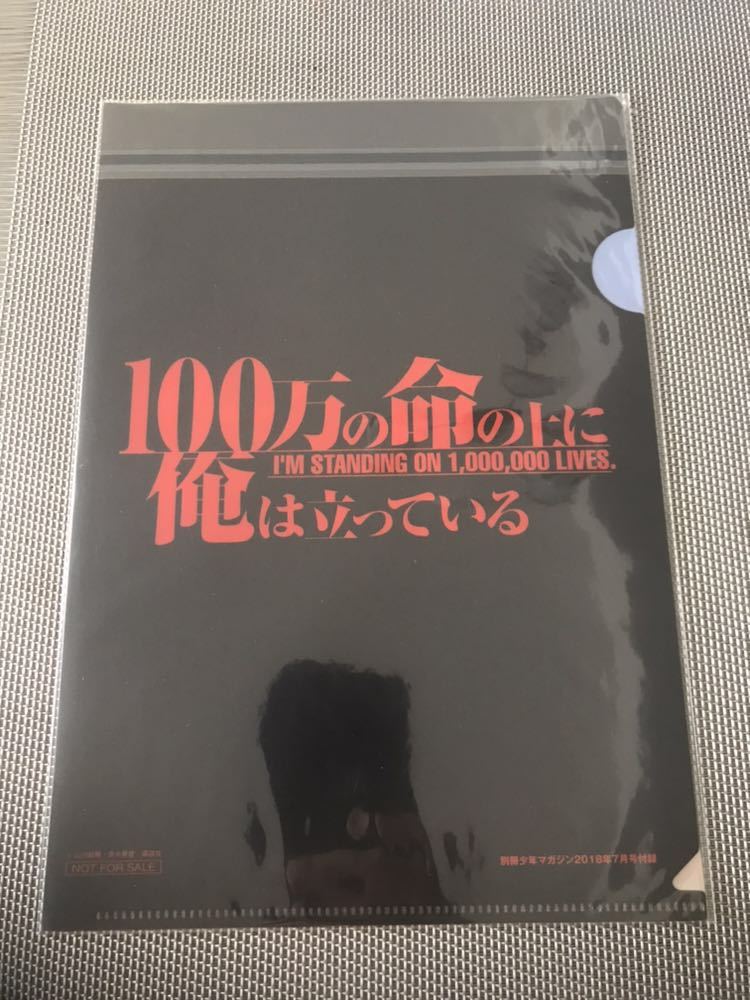 100万の命の上に
I'M STANDING ON 1,000,000 LIVES.
俺は立っている
NOT FOR SALE
別冊少年マガジン2018年7月号付録